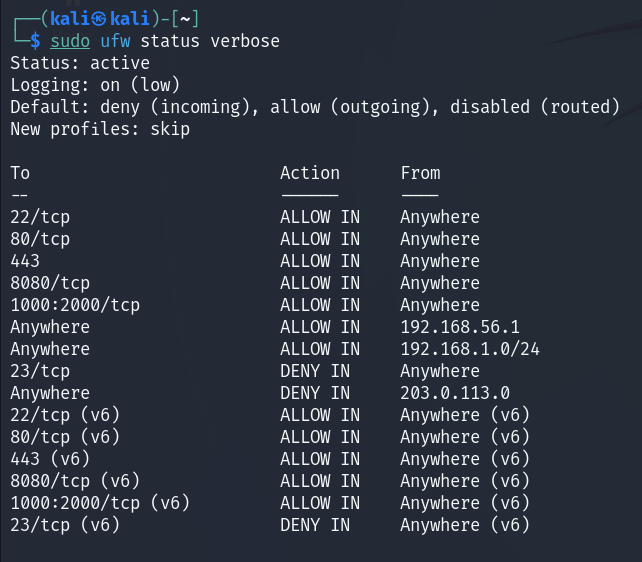 ┌──(kali㉿kali)-[~]
└─$ sudo ufw status verbose
Status: active
Logging: on (low)
Default: deny (incoming), allow (outgoing), disabled (routed)
New profiles: skip

To                         Action      From
--                         ------      ----
22/tcp                     ALLOW IN    Anywhere
80/tcp                     ALLOW IN    Anywhere
443                        ALLOW IN    Anywhere
8080/tcp                   ALLOW IN    Anywhere
1000:2000/tcp              ALLOW IN    Anywhere
Anywhere                   ALLOW IN    192.168.56.1
Anywhere                   ALLOW IN    192.168.1.0/24
23/tcp                     DENY IN     Anywhere
Anywhere                   DENY IN     203.0.113.0
22/tcp (v6)                ALLOW IN    Anywhere (v6)
80/tcp (v6)                ALLOW IN    Anywhere (v6)
443 (v6)                   ALLOW IN    Anywhere (v6)
8080/tcp (v6)              ALLOW IN    Anywhere (v6)
1000:2000/tcp (v6)         ALLOW IN    Anywhere (v6)
23/tcp (v6)                DENY IN     Anywhere (v6)